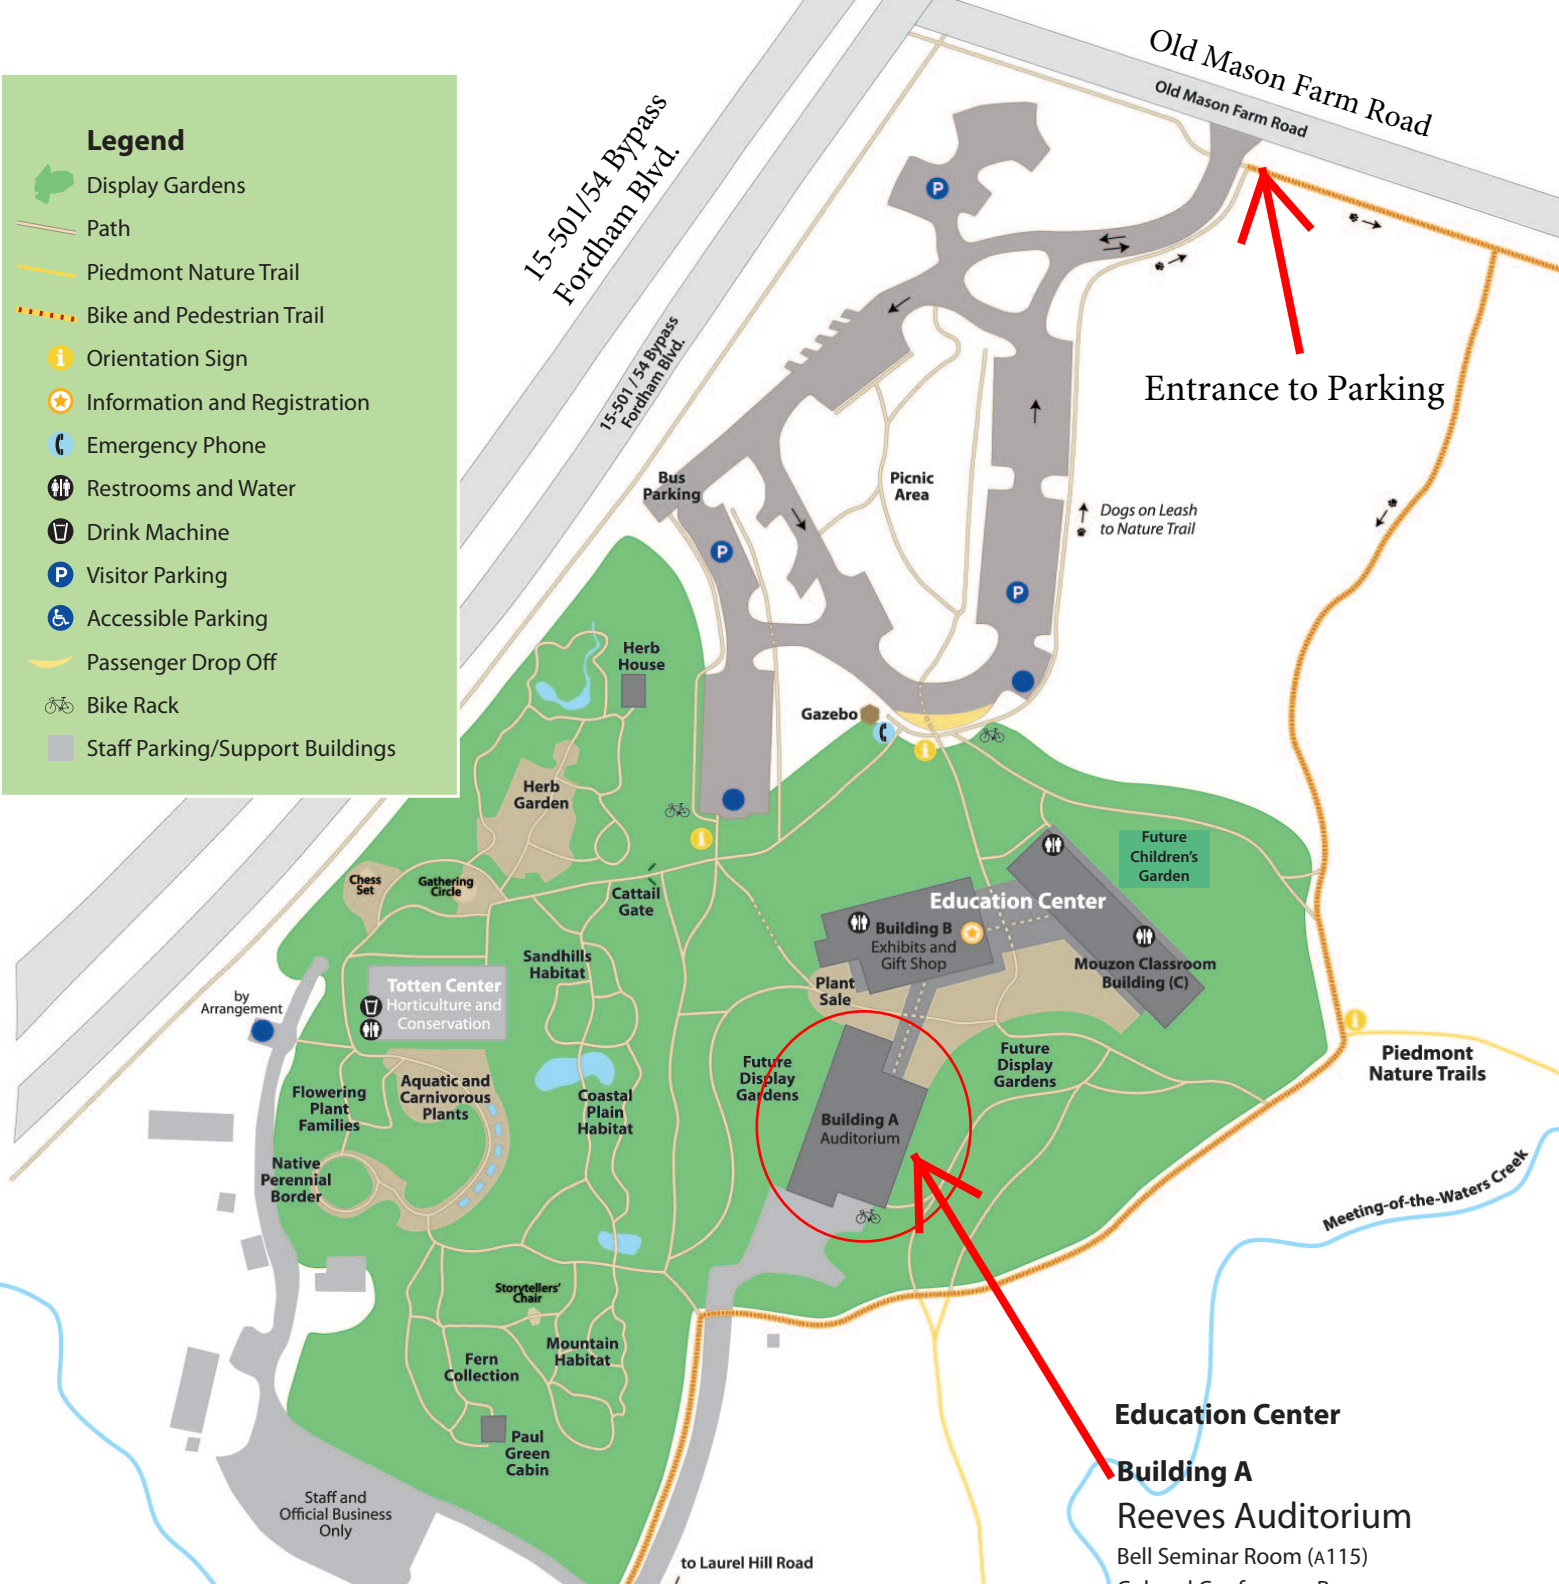 Old Mason Farm Road
Old Mason Farm Road
15-501/54 Bypass
Fordham Blvd.
15-501 / 54 Bypass
Fordham Blvd.
Legend
Display Gardens
Path
Piedmont Nature Trail
Bike and Pedestrian Trail
Orientation Sign
Information and Registration
Emergency Phone
Restrooms and Water
Drink Machine
P Visitor Parking
Accessible Parking
Passenger Drop Off
Bike Rack
Staff Parking/Support Buildings
P
Entrance to Parking
Bus
Parking
Picnic
Area
Dogs on Leash
to Nature Trail
P
P
Herb
House
Gazebo
Herb
Garden
Chess
Set
Gathering
Circle
Cattail
Gate
Future
Children's
Garden
Education Center
Building B
Exhibits and
Gift Shop
Mouzon Classroom
Building (C)
Sandhills
Habitat
Plant
Sale
Totten Center
Horticulture and
Conservation
by
Arrangement
Piedmont
Nature Trails
Future
Display
Gardens
Future
Display
Gardens
Flowering
Plant
Families
Aquatic and
Carnivorous
Plants
Coastal
Plain
Habitat
Building A
Auditorium
Native
Perennial
Border
Meeting-of-the-Waters Creek
Storytellers'
Chair
Mountain
Habitat
Fern
Collection
Paul
Green
Cabin
Staff and
Official Business
Only
to Laurel Hill Road
Education Center
Building A
Reeves Auditorium
Bell Seminar Room (A115)